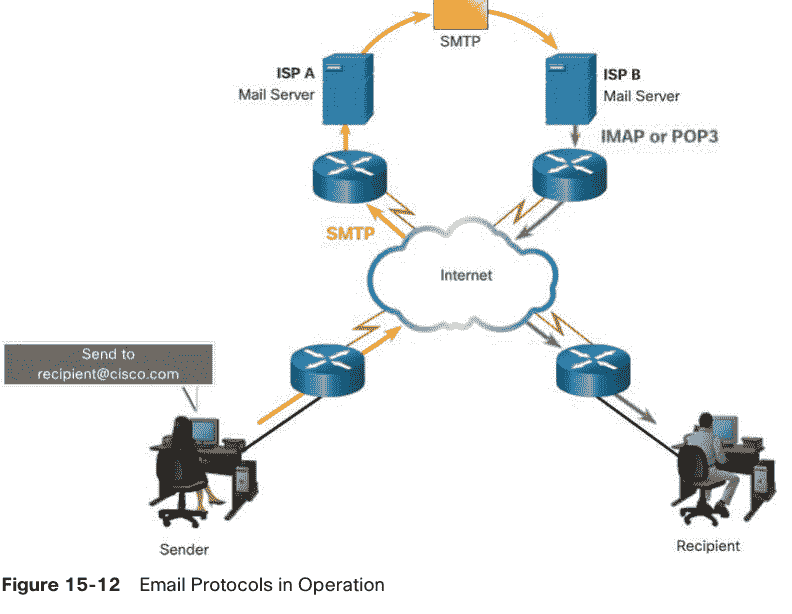 SMTP
ISP A
Mail Server
ISP B
Mail Server
IMAP or POP3
SMTP
Internet
Send to
recipient@cisco.com
Sender
Recipient
Figure 15-12 Email Protocols in Operation